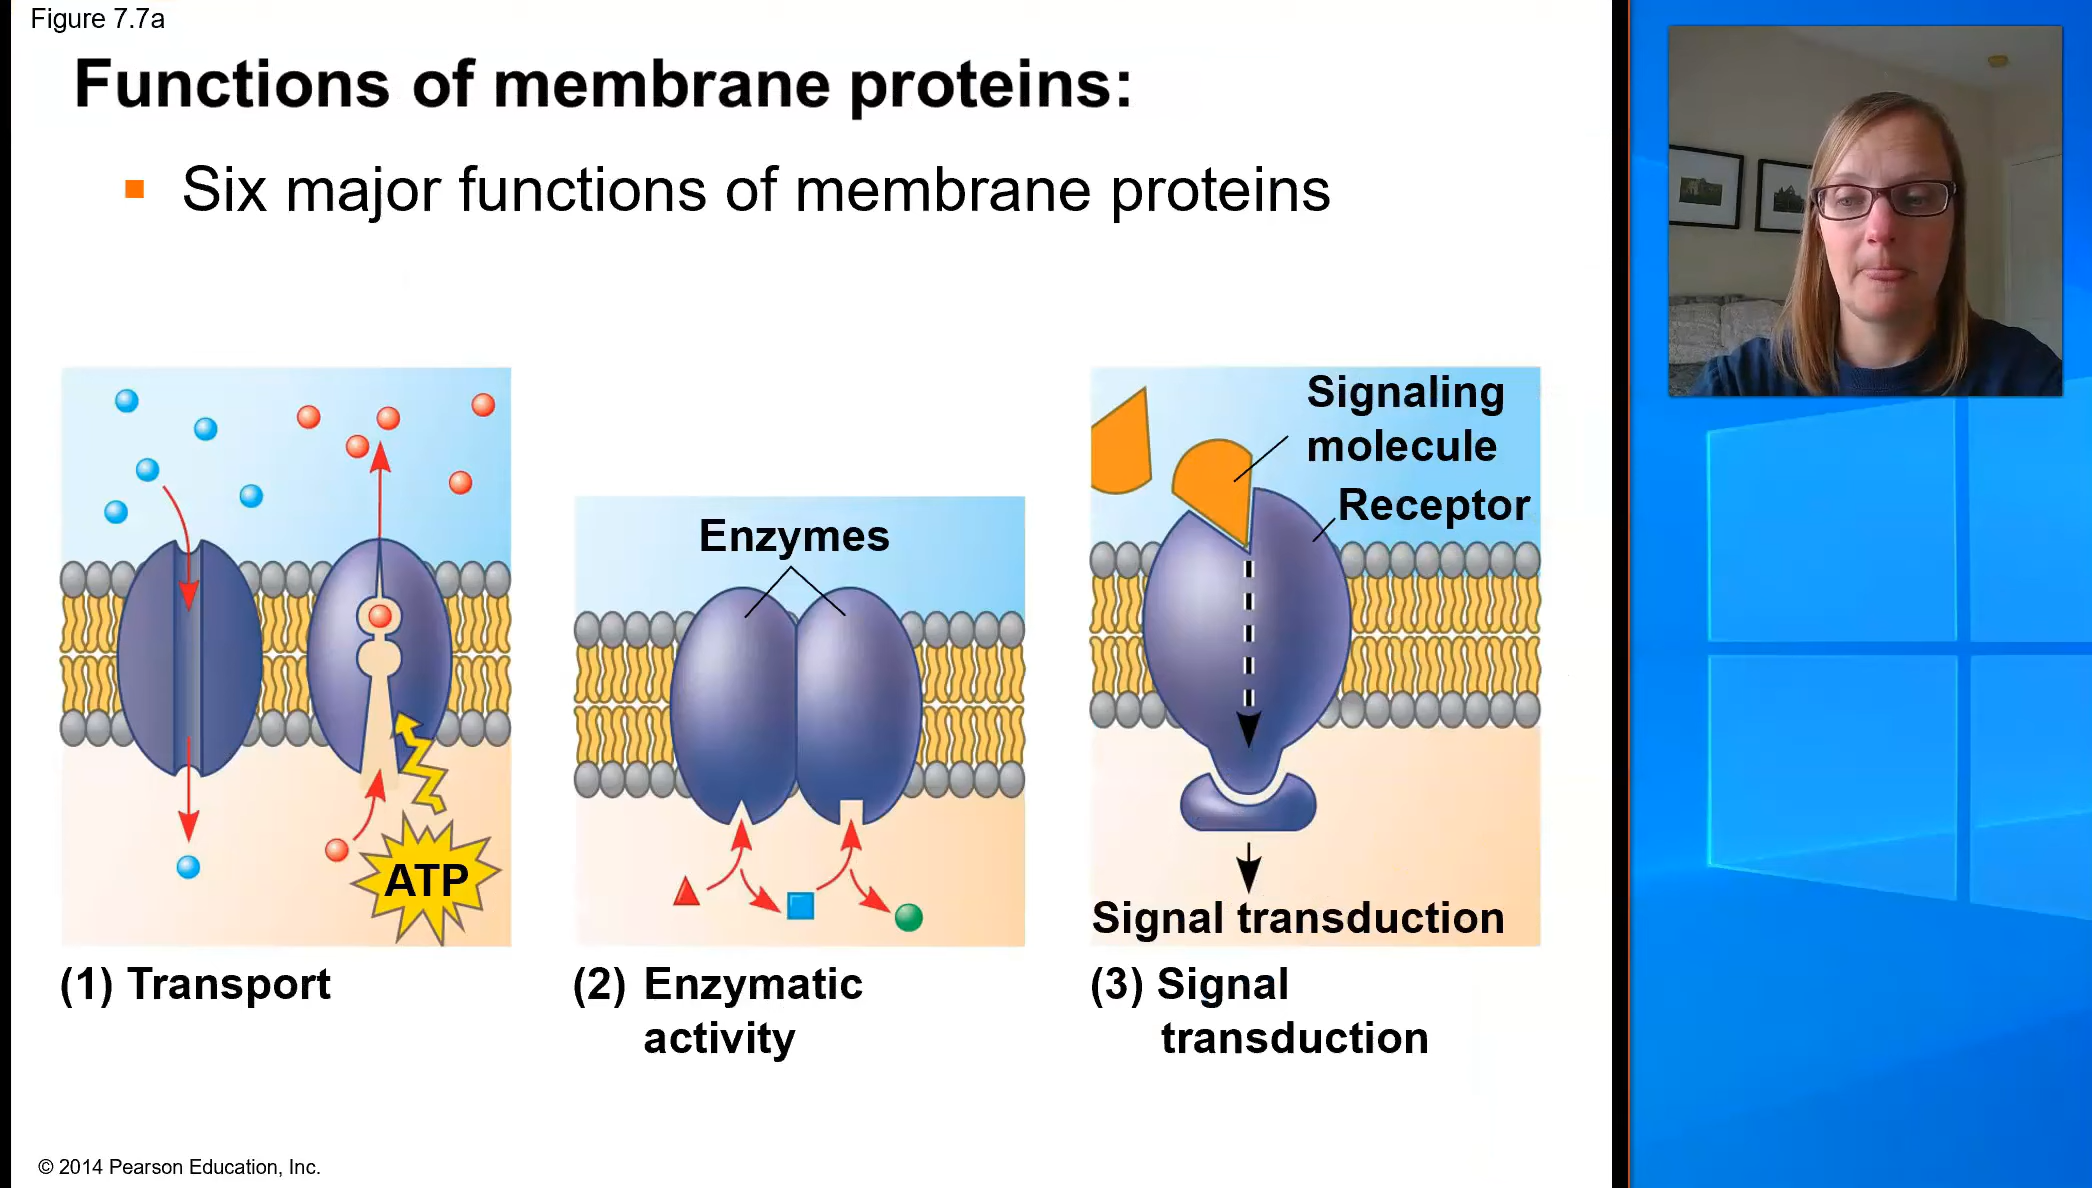 Figure 7.7a
Functions of membrane proteins:
Six major functions of membrane proteins
ATP
(1) Transport
Enzymes
(2) Enzymatic
activity
Signaling
molecule
Receptor
Signal transduction
(3) Signal
transduction
© 2014 Pearson Education, Inc.